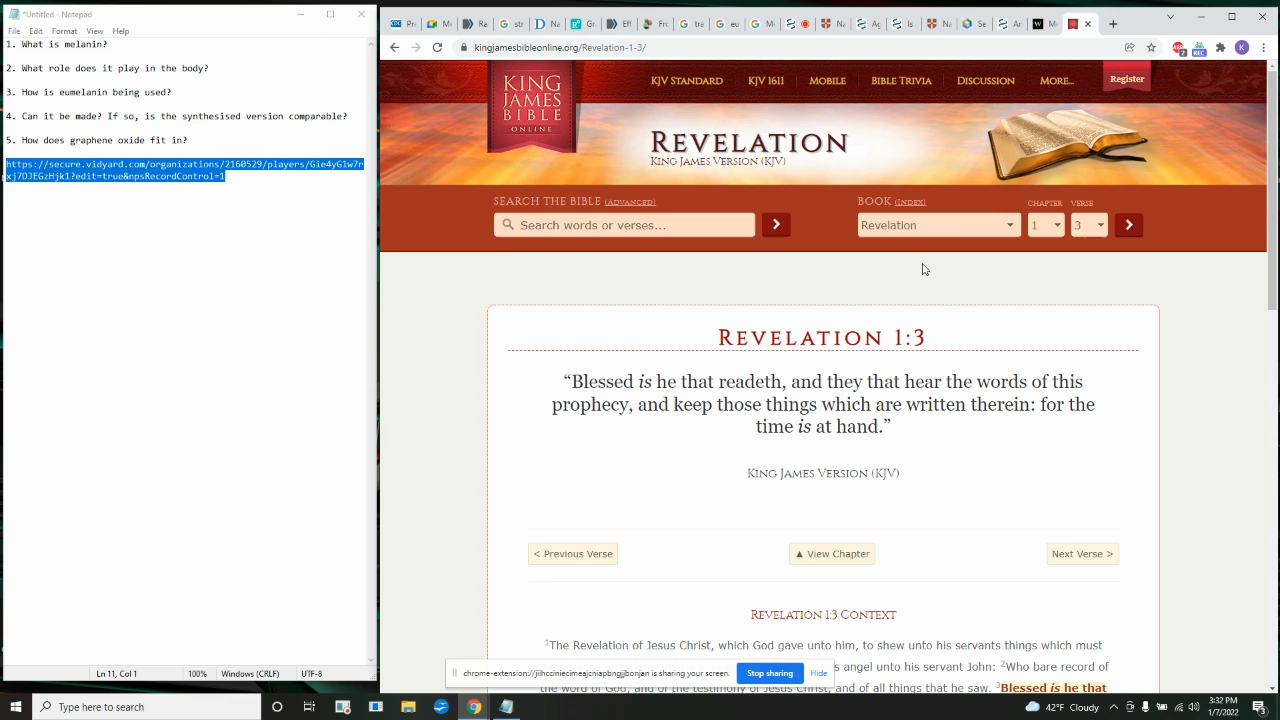 *Untitled - Notepad
File Edit Format View Help
1. What is melanin?
2. What role does it play in the body?
3. How is eumelanin being used?
4. Can it be made? If so, is the synthesised version comparable?
5. How does graphene oxide fit in?
https://secure.vidyard.com/organizations/2160529/players/Gie4yG1w7r
xj7DJEGzHjk1?edit=true&npsRecordControl=1
Ln 11, Col 1 100% Windows (CRLF) UTF-8
kingjamesbibleonline.org/Revelation-1-3/
KING
JAMES
BIBLE
ONLINE
KJV Standard KJV 1611 Mobile Bible Trivia Discussion More... Register
Revelation
King James Version (KJV)
Search the Bible (Advanced)
Search words or verses...
Book (Index) Chapter Verse
Revelation 1 3
Revelation 1:3
“Blessed is he that readeth, and they that hear the words of this
prophecy, and keep those things which are written therein: for the
time is at hand.”
King James Version (KJV)
< Previous Verse ▲ View Chapter Next Verse >
Revelation 1:3 Context
1The Revelation of Jesus Christ, which God gave unto him, to shew unto his servants things which must
s angel unto his servant John: 2Who bare record of
the word of God, and of the testimony of Jesus Christ, and of all things that he saw. 3Blessed is he that
chrome-extension://jiihcciniecimeajcniapbngjjbonjan is sharing your screen. Stop sharing Hide
Type here to search
42°F Cloudy
3:32 PM
1/7/2022